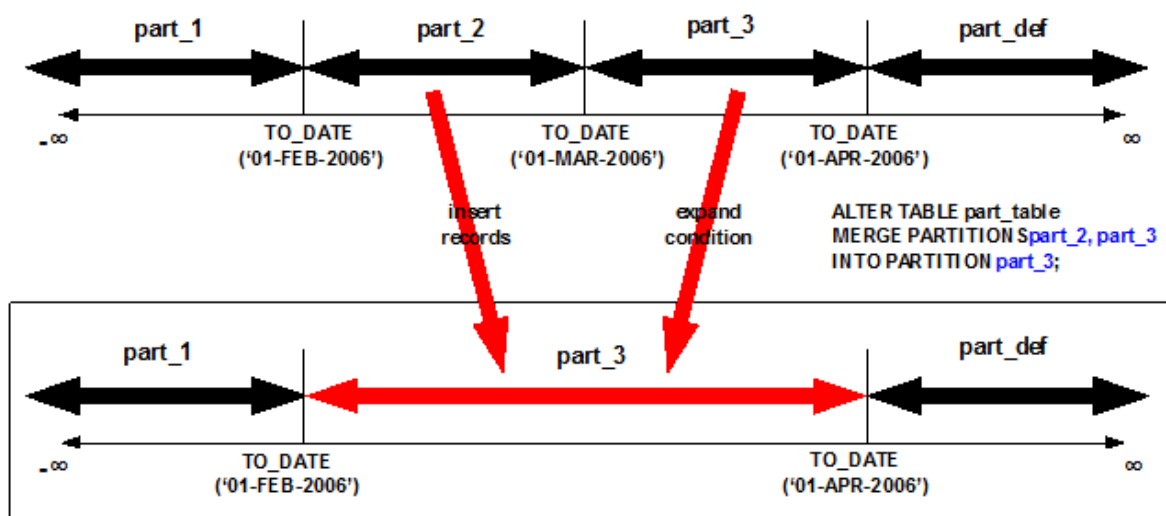 part_1 part_2 part_3 part_def
-∞ TO_DATE TO_DATE TO_DATE ∞
(‘01-FEB-2006’) (‘01-MAR-2006’) (‘01-APR-2006’)
insert
records
expand
condition
ALTER TABLE part_table
MERGE PARTITIONS part_2, part_3
INTO PARTITION part_3;
part_1 part_3 part_def
-∞ TO_DATE TO_DATE ∞
(‘01-FEB-2006’) (‘01-APR-2006’)